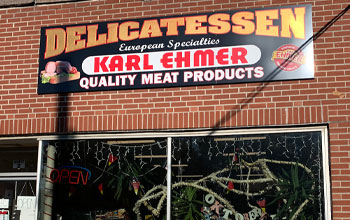 DELICATESSEN
European Specialties
KARL EHMER
QUALITY MEAT PRODUCTS
OPEN